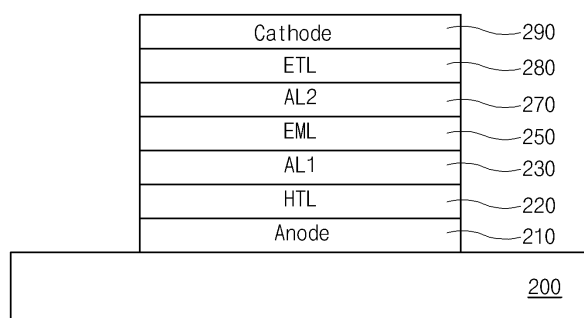 Cathode 290
ETL 280
AL2 270
EML 250
AL1 230
HTL 220
Anode 210
200